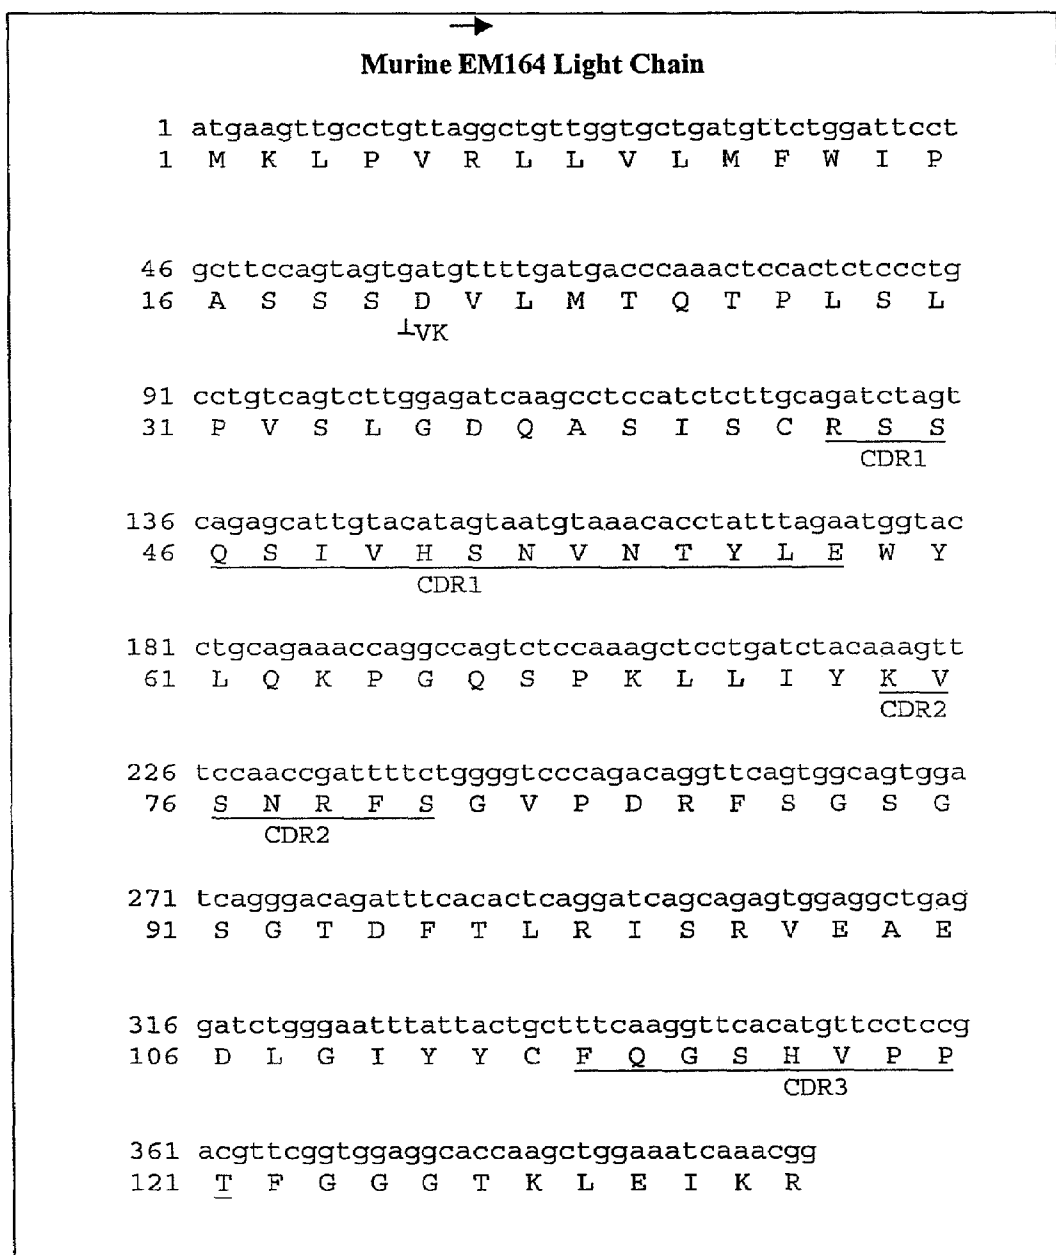 Murine EM164 Light Chain
1 atgaagttgcctgttaggctgttggtgctgatgttctggattcct
1 M K L P V R L L V L M F W I P
46 gcttccagtagtgatgttttgatgacccaaactccactctccctg
16 A S S S D V L M T Q T P L S L
┴VK
91 cctgtcagtcttggagatcaagcctccatctcttgcagatctagt
31 P V S L G D Q A S I S C R S S
CDR1
136 cagagcattgtacatagtaatgtaaacacctatttagaatggtac
46 Q S I V H S N V N T Y L E W Y
CDR1
181 ctgcagaaaccaggccagtctccaaagctcctgatctacaaagtt
61 L Q K P G Q S P K L L I Y K V
CDR2
226 tccaaccgattttctggggtcccagacaggttcagtggcagtgga
76 S N R F S G V P D R F S G S G
CDR2
271 tcagggacagatttcacactcaggatcagcagagtggaggctgag
91 S G T D F T L R I S R V E A E
316 gatctgggaatttattactgctttcaaggttcacatgttcctccg
106 D L G I Y Y C F Q G S H V P P
CDR3
361 acgttcggtggaggcaccaagctggaaatcaaacgg
121 T F G G G T K L E I K R